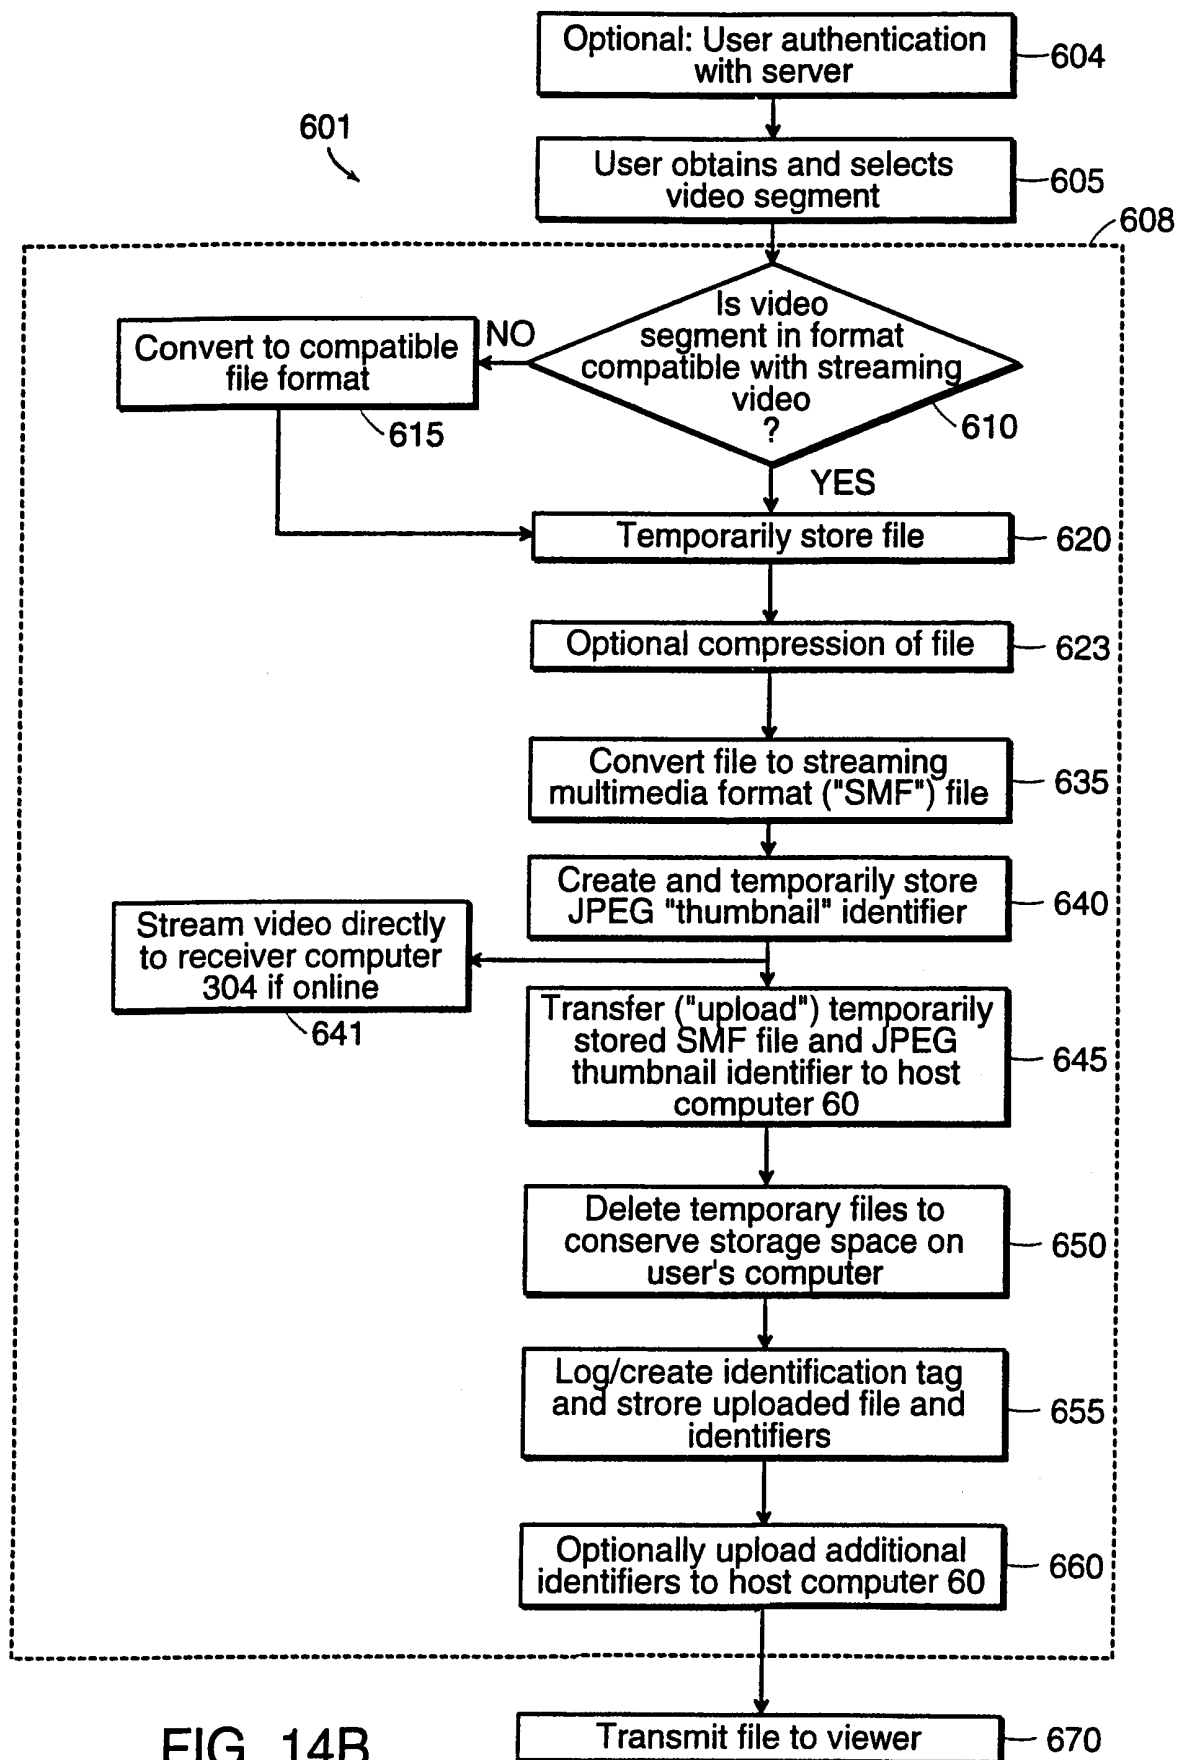 Optional: User authentication
with server
604
601
User obtains and selects
video segment
605
608
Is video
segment in format
compatible with streaming
video
?
610
NO
Convert to compatible
file format
615
YES
Temporarily store file
620
Optional compression of file
623
Convert file to streaming
multimedia format ("SMF") file
635
Create and temporarily store
JPEG "thumbnail" identifier
640
Stream video directly
to receiver computer
304 if online
641
Transfer ("upload") temporarily
stored SMF file and JPEG
thumbnail identifier to host
computer 60
645
Delete temporary files to
conserve storage space on
user's computer
650
Log/create identification tag
and strore uploaded file and
identifiers
655
Optionally upload additional
identifiers to host computer 60
660
Transmit file to viewer
670
FIG. 14B